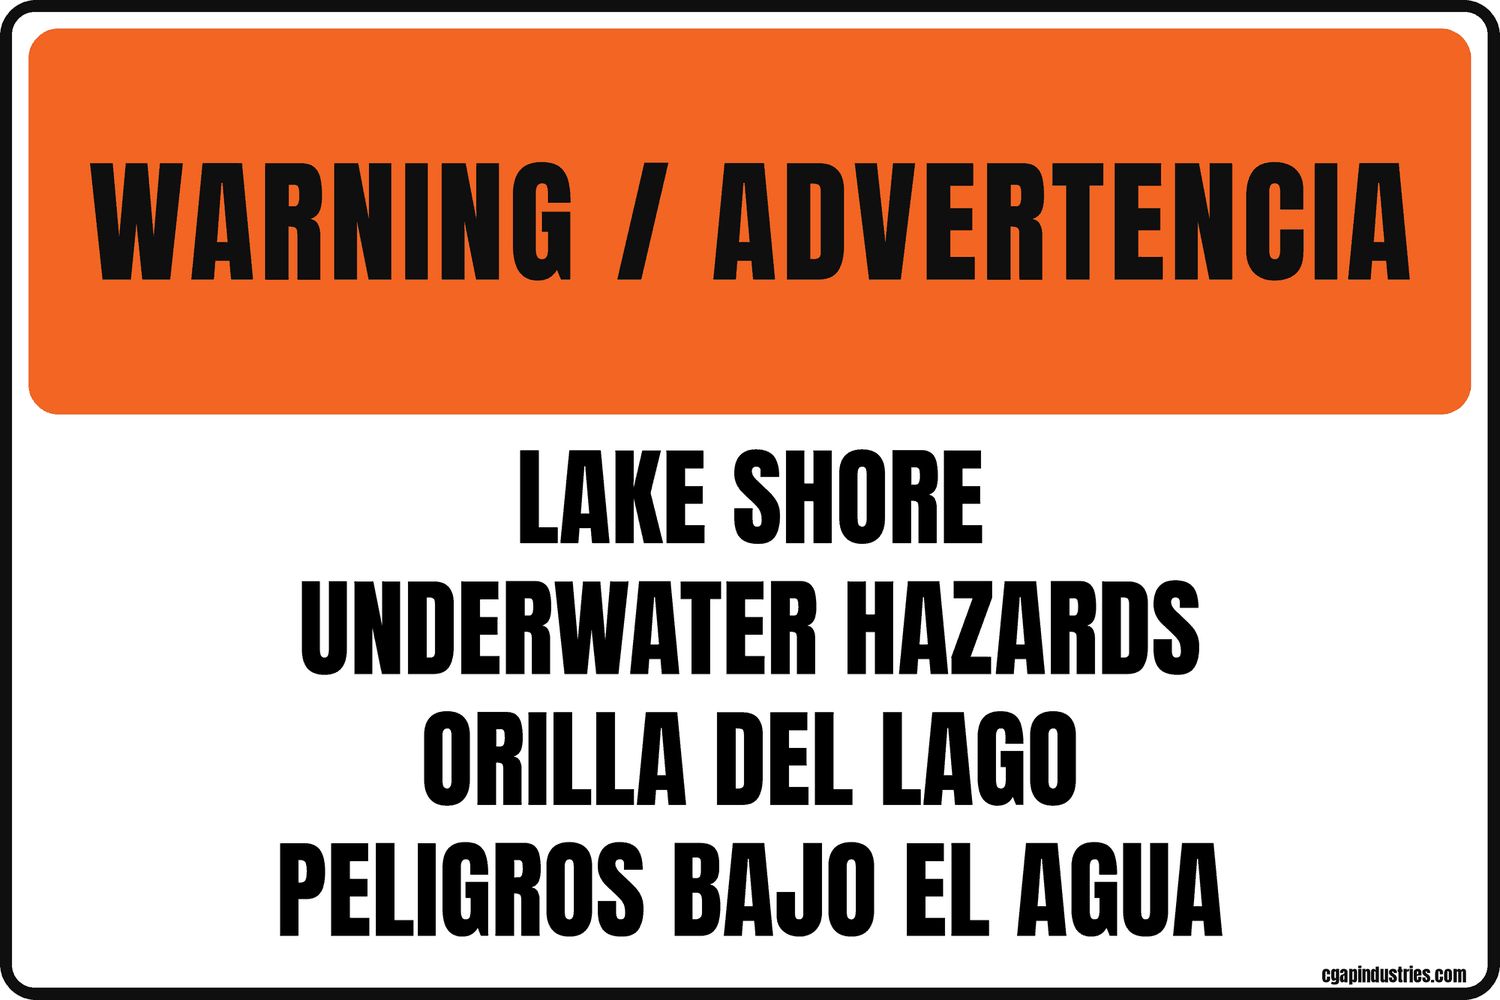 WARNING / ADVERTENCIA
LAKE SHORE
UNDERWATER HAZARDS
ORILLA DEL LAGO
PELIGROS BAJO EL AGUA
cgapindustries.com